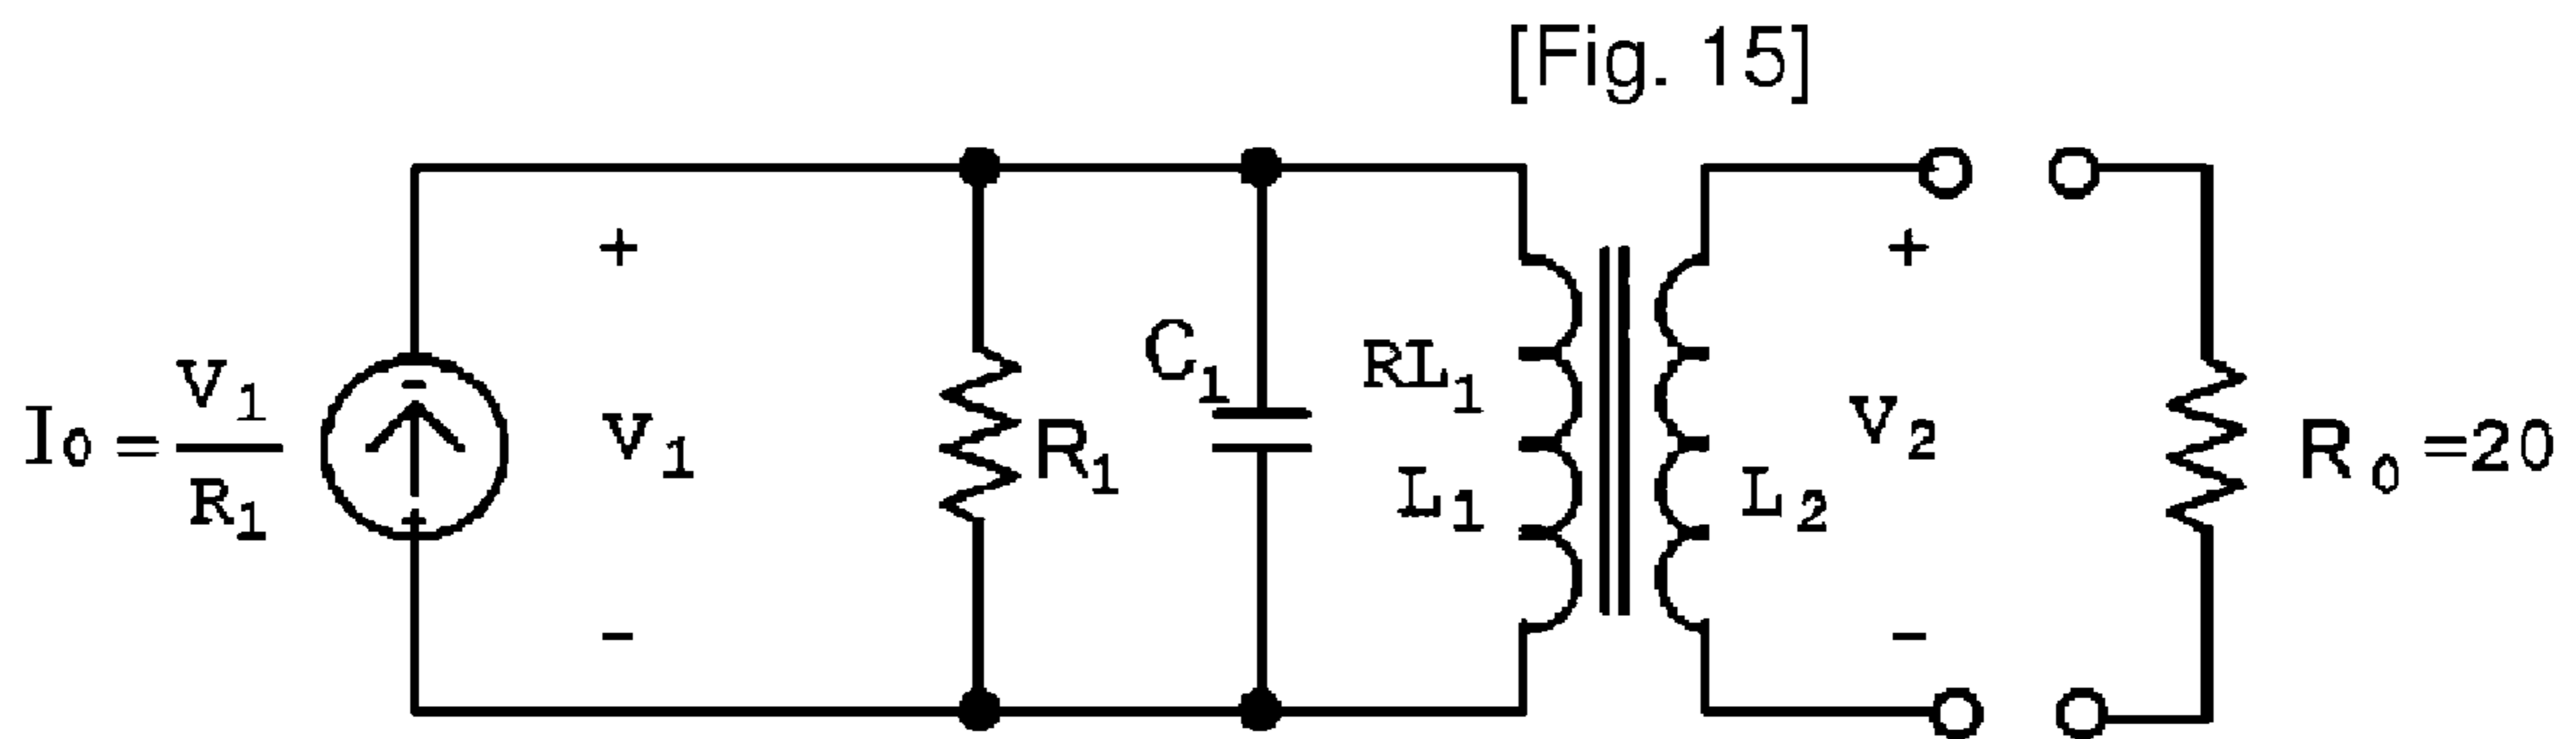 [Fig. 15]
I0 = V1 / R1
-
+
+
v1
-
R1
C1
RL1
L1
L2
+
v2
-
R0 =20